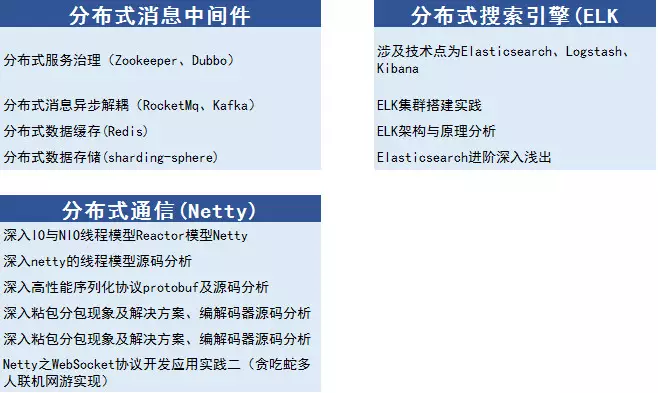 分布式消息中间件
分布式服务治理（Zookeeper、Dubbo）
分布式消息异步解耦（RocketMq、Kafka）
分布式数据缓存(Redis)
分布式数据存储(sharding-sphere)
分布式搜索引擎(ELK
涉及技术点为Elasticsearch、Logstash、
Kibana
ELK集群搭建实践
ELK架构与原理分析
Elasticsearch进阶深入浅出
分布式通信(Netty)
深入IO与NIO线程模型Reactor模型Netty
深入netty的线程模型源码分析
深入高性能序列化协议protobuf及源码分析
深入粘包分包现象及解决方案、编解码器源码分析
深入粘包分包现象及解决方案、编解码器源码分析
Netty之WebSocket协议开发应用实践二（贪吃蛇多
人联机网游实现）